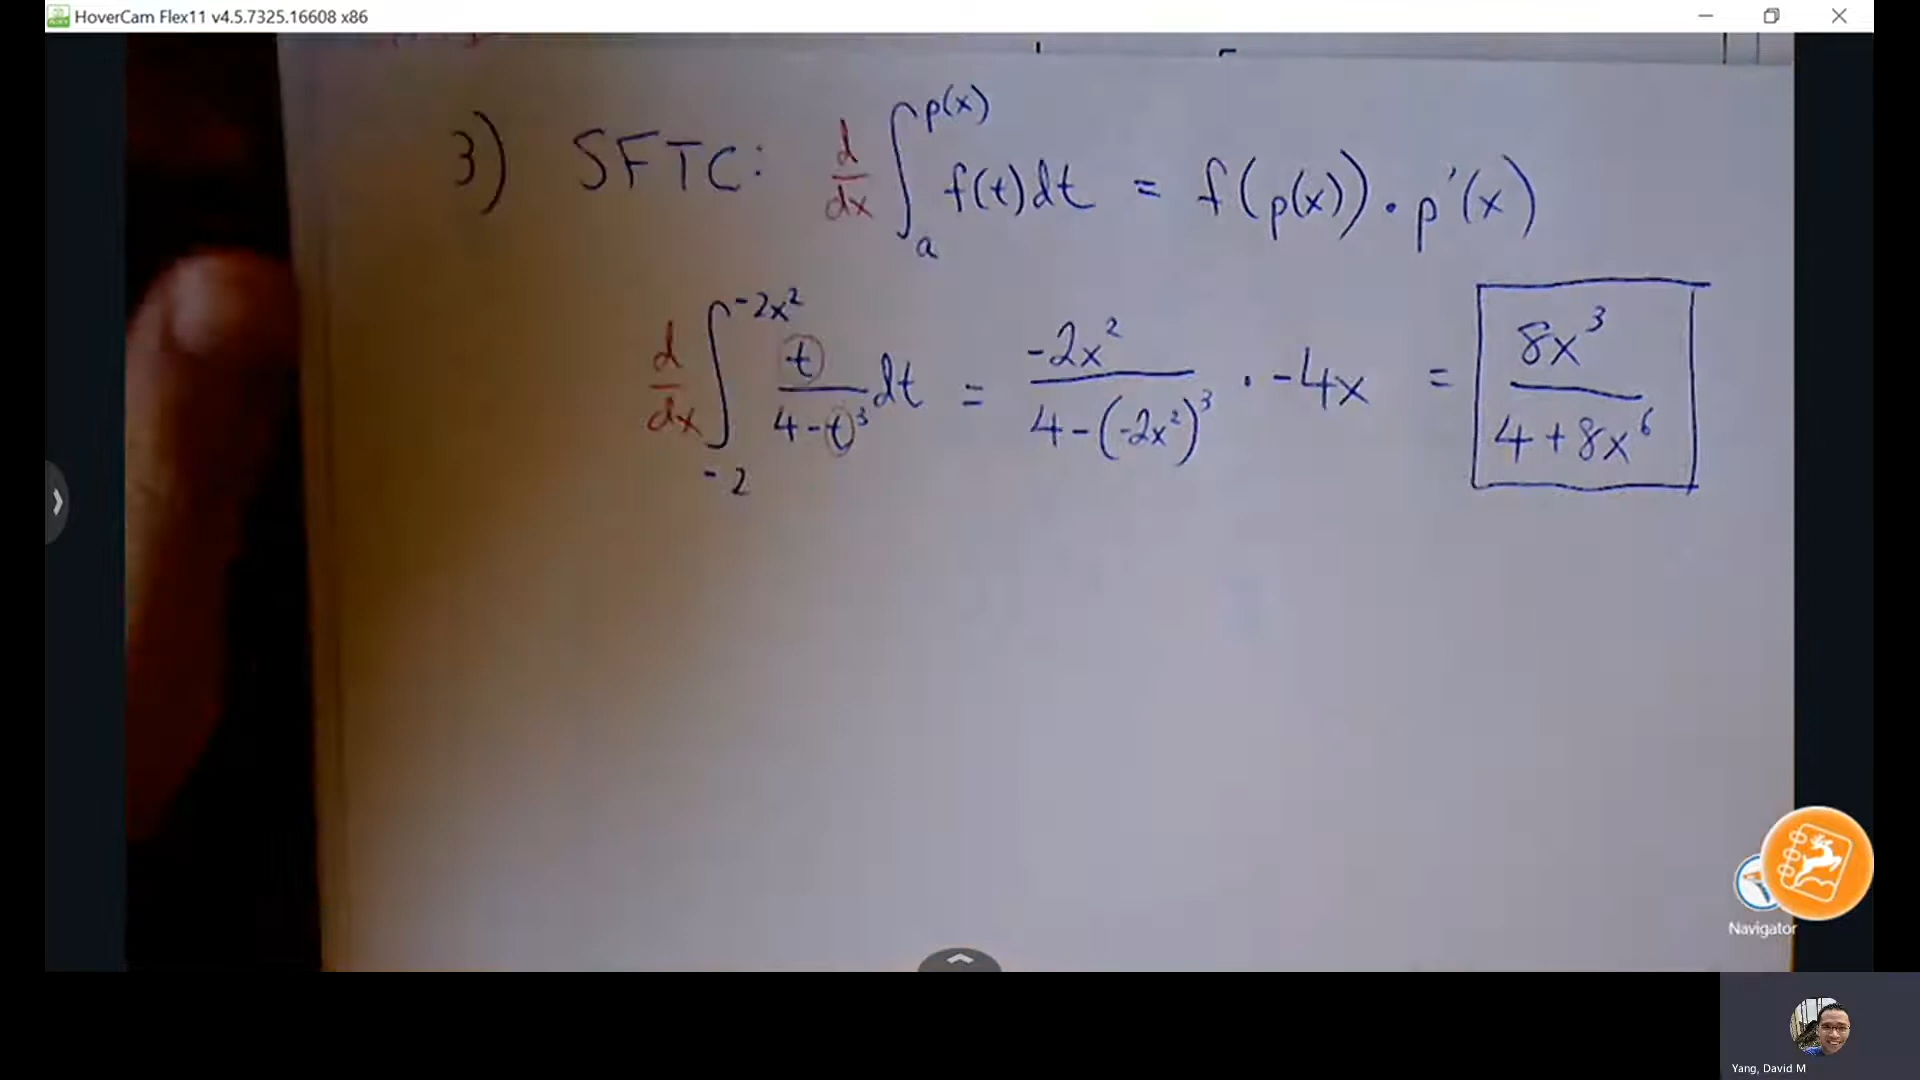 HoverCam Flex11 v4.5.7325.16608 x86
3) SFTC: d/dx ∫_a^{p(x)} f(t)dt = f(p(x)) · p'(x)
d/dx ∫_{-2}^{-2x²} t/(4-t³) dt = -2x²/(4-(-2x²)³) · -4x = 8x³/(4+8x⁶)
Navigator
Yang, David M